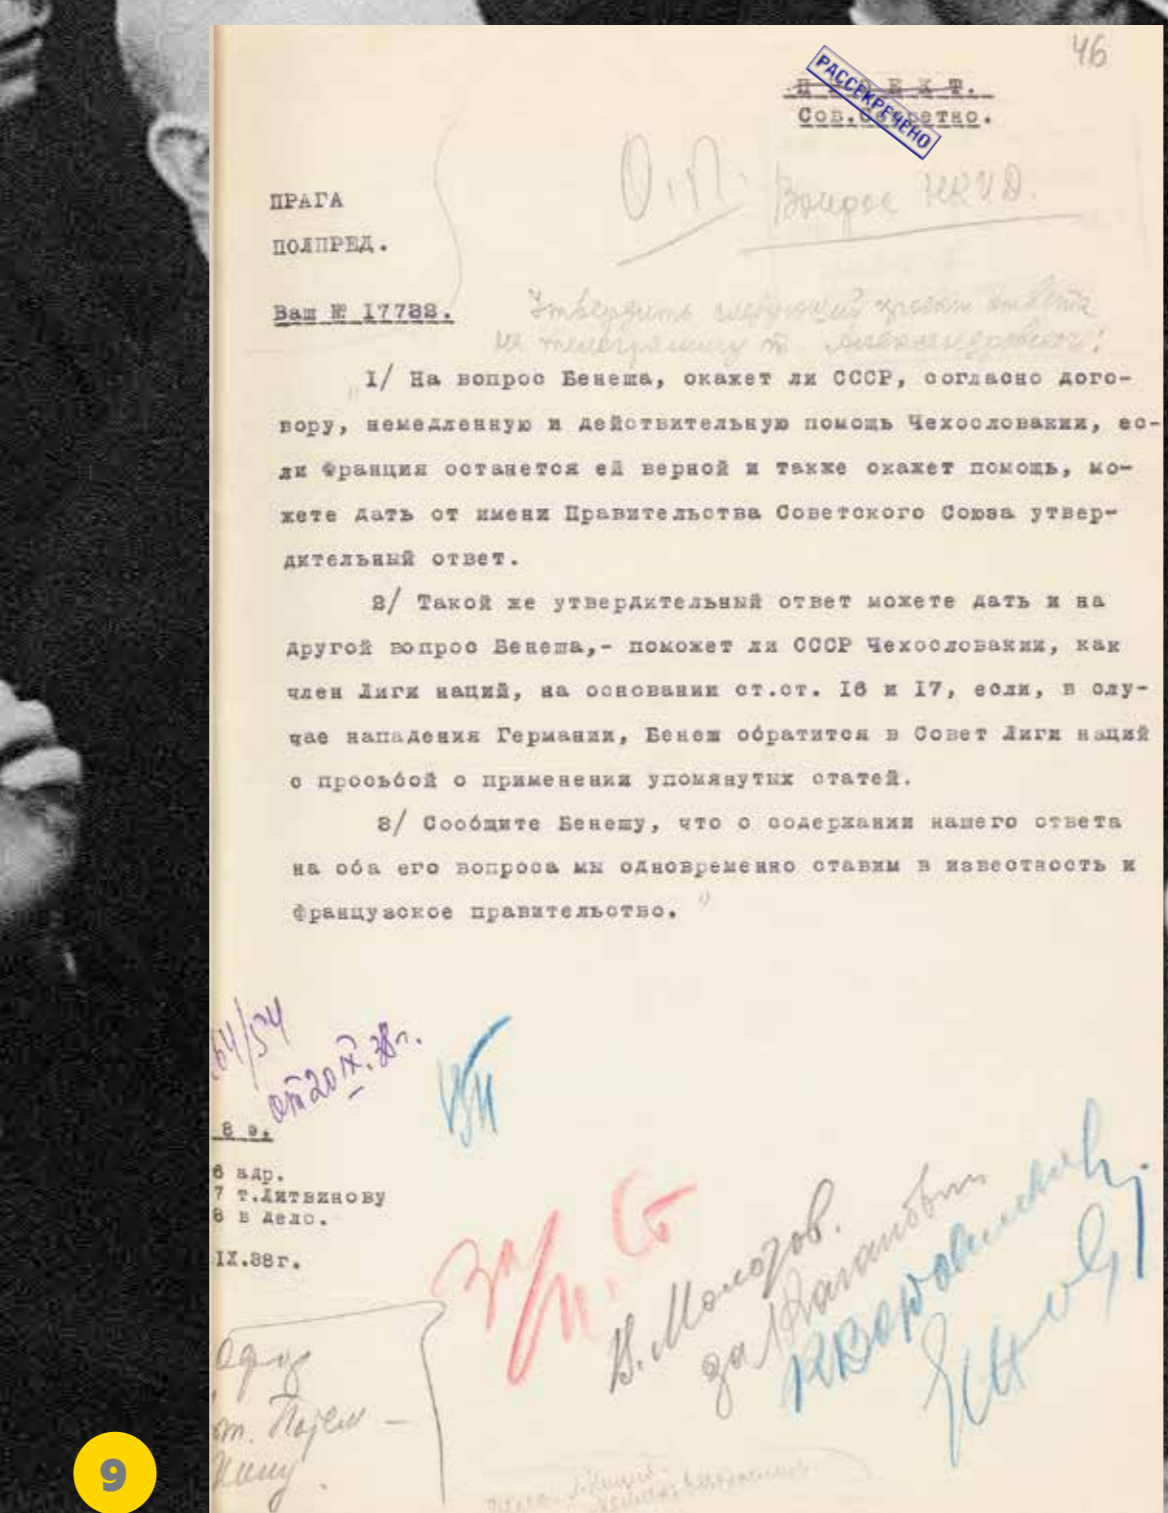 46
П Р О Е К Т.
Сов.Секретно.
РАССЕКРЕЧЕНО
О.П.
Вопрос НКИД.
ПРАГА
ПОЛПРЕД.
Ваш № 17788.
Утвердить следующий проект ответа
на телеграмму т. Александровского:
"1/ На вопрос Бенеша, окажет ли СССР, согласно дого-
вору, немедленную и действительную помощь Чехословакии, ес-
ли Франция останется ей верной и также окажет помощь, мо-
жете дать от имени Правительства Советского Союза утвер-
дительный ответ.
2/ Такой же утвердительный ответ можете дать и на
другой вопрос Бенеша,- поможет ли СССР Чехословакии, как
член Лиги наций, на основании ст.ст. 16 и 17, если, в слу-
чае нападения Германии, Бенеш обратится в Совет Лиги наций
с просьбой о применении упомянутых статей.
3/ Сообщите Бенешу, что о содержании нашего ответа
на оба его вопроса мы одновременно ставим в известность и
французское правительство."
64/54
от 20 IX.38г.
8 э.
6 адр.
7 т.Литвинову
8 в дело.
IX.38г.
за
И. Ст
В. Молотов.
за Каганович
КВорошилов
т. Потем-
кину.
9